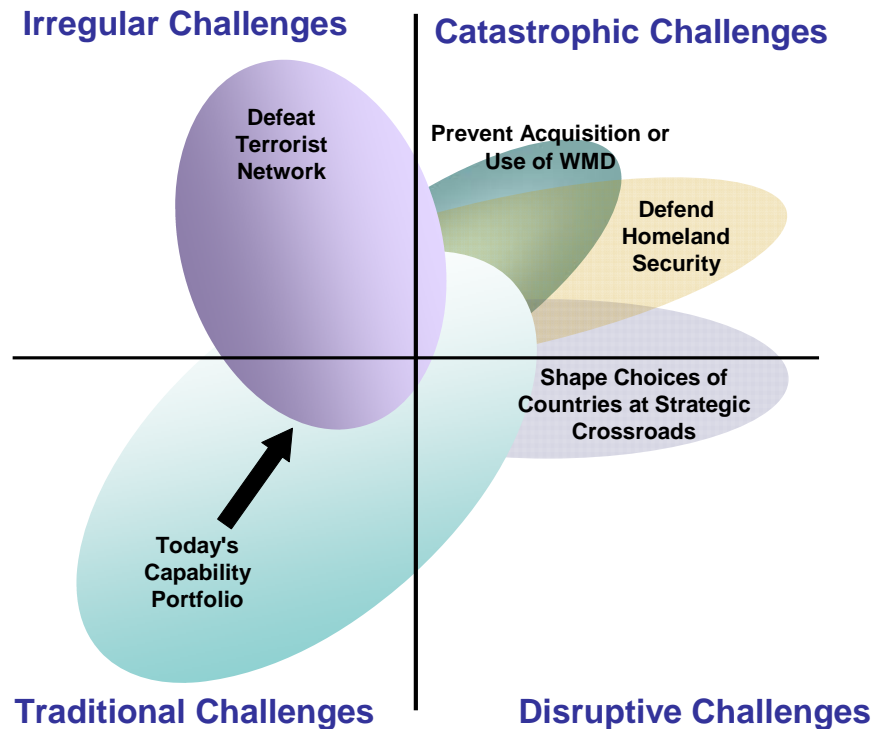 Irregular Challenges
Catastrophic Challenges
Defeat
Terrorist
Network
Prevent Acquisition or
Use of WMD
Defend
Homeland
Security
Shape Choices of
Countries at Strategic
Crossroads
Today's
Capability
Portfolio
Traditional Challenges
Disruptive Challenges